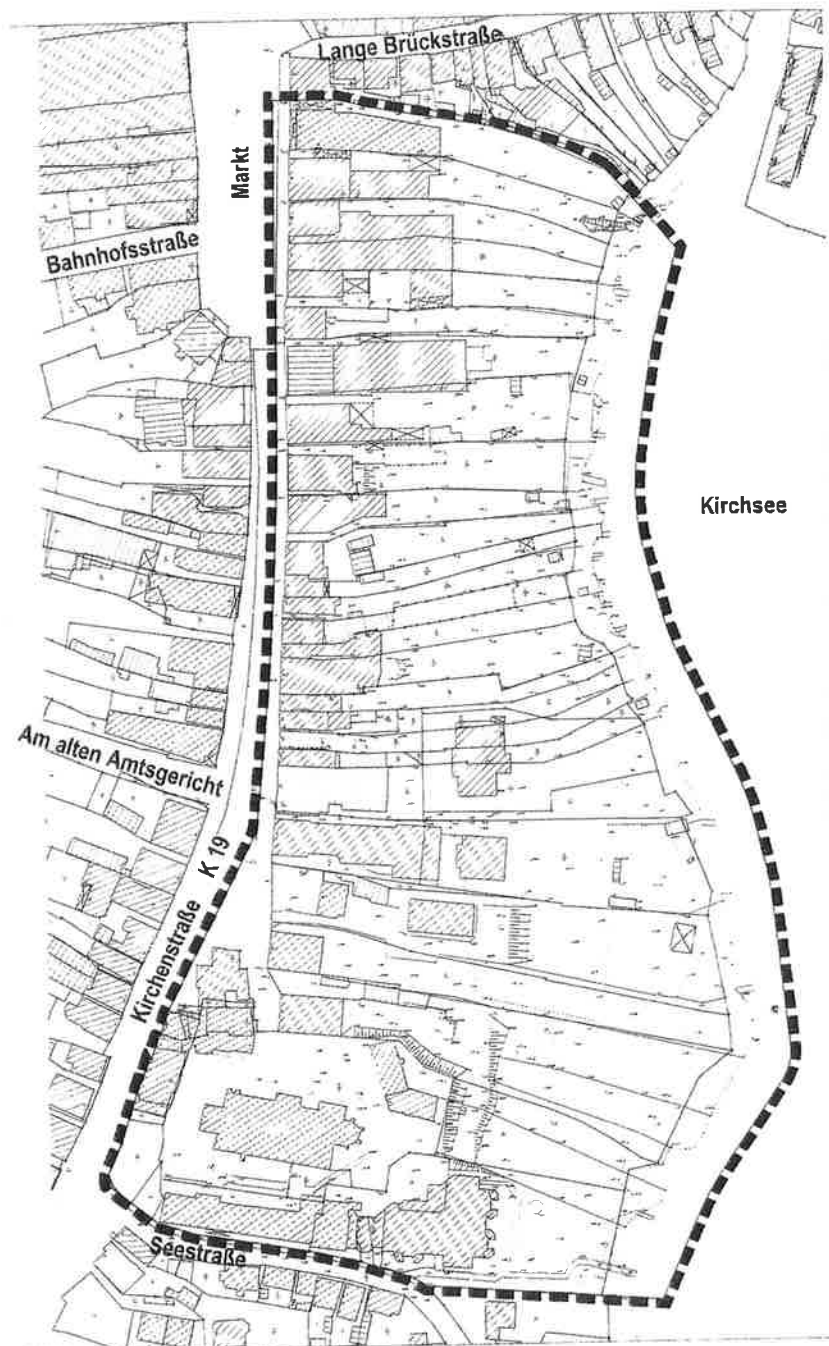 Lange Brückstraße
Markt
Bahnhofsstraße
Kirchsee
Am alten Amtsgericht
K 19
Kirchenstraße
Seestraße